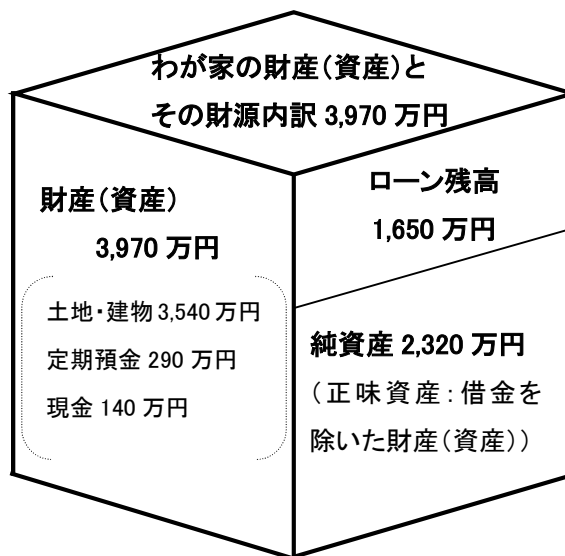 わが家の財産（資産）と
その財源内訳 3,970 万円
財産（資産）
3,970 万円
土地・建物 3,540 万円
定期預金 290 万円
現金 140 万円
ローン残高
1,650 万円
純資産 2,320 万円
（正味資産：借金を
除いた財産（資産））